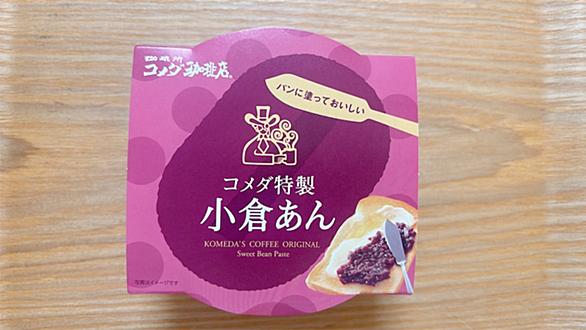 珈琲所
コメダ珈琲店
パンに塗っておいしい
コメダ特製
小倉あん
KOMEDA'S COFFEE ORIGINAL
Sweet Bean Paste
写真はイメージです